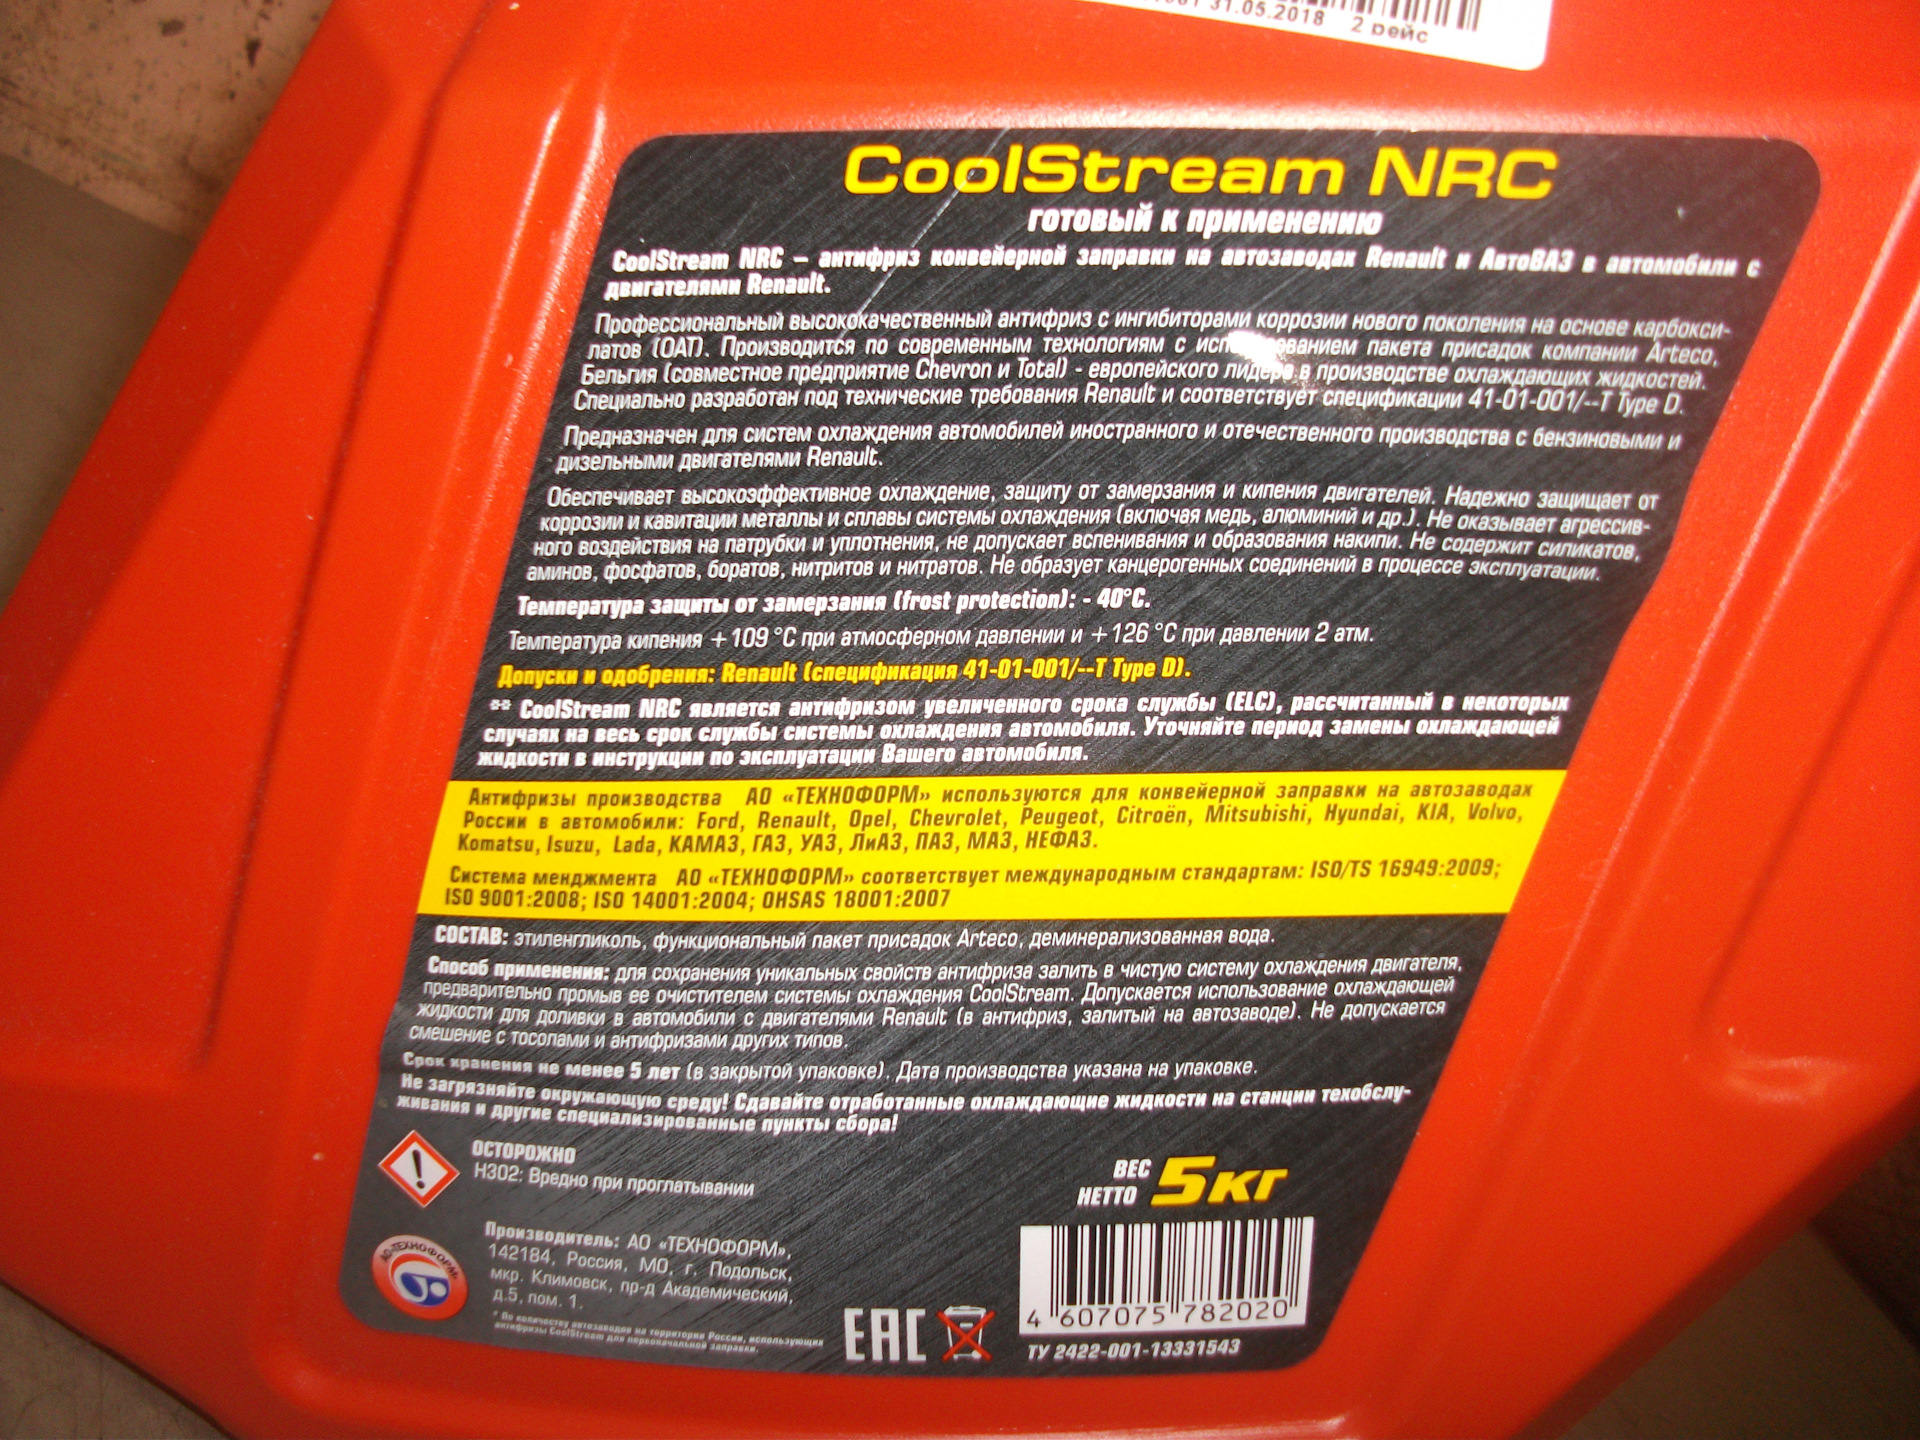 31.05.2018 2 рейс
CoolStream NRC
готовый к применению
CoolStream NRC – антифриз конвейерной заправки на автозаводах Renault и АвтоВАЗ в автомобили с
двигателями Renault.
Профессиональный высококачественный антифриз с ингибиторами коррозии нового поколения на основе карбокси-
латов (OAT). Производится по современным технологиям с использованием пакета присадок компании Arteco,
Бельгия (совместное предприятие Chevron и Total) - европейского лидера в производстве охлаждающих жидкостей.
Специально разработан под технические требования Renault и соответствует спецификации 41-01-001/--T Type D.
Предназначен для систем охлаждения автомобилей иностранного и отечественного производства с бензиновыми и
дизельными двигателями Renault.
Обеспечивает высокоэффективное охлаждение, защиту от замерзания и кипения двигателей. Надежно защищает от
коррозии и кавитации металлы и сплавы системы охлаждения (включая медь, алюминий и др.). Не оказывает агрессив-
ного воздействия на патрубки и уплотнения, не допускает вспенивания и образования накипи. Не содержит силикатов,
аминов, фосфатов, боратов, нитритов и нитратов. Не образует канцерогенных соединений в процессе эксплуатации.
Температура защиты от замерзания (frost protection): - 40°С.
Температура кипения +109 °С при атмосферном давлении и +126 °С при давлении 2 атм.
Допуски и одобрения: Renault (спецификация 41-01-001/--T Type D).
** CoolStream NRC является антифризом увеличенного срока службы (ELC), рассчитанный в некоторых
случаях на весь срок службы системы охлаждения автомобиля. Уточняйте период замены охлаждающей
жидкости в инструкции по эксплуатации Вашего автомобиля.
Антифризы производства АО «ТЕХНОФОРМ» используются для конвейерной заправки на автозаводах
России в автомобили: Ford, Renault, Opel, Chevrolet, Peugeot, Citroën, Mitsubishi, Hyundai, KIA, Volvo,
Komatsu, Isuzu, Lada, КАМАЗ, ГАЗ, УАЗ, ЛиАЗ, ПАЗ, МАЗ, НЕФАЗ.
Система менджмента АО «ТЕХНОФОРМ» соответствует международным стандартам: ISO/TS 16949:2009;
ISO 9001:2008; ISO 14001:2004; OHSAS 18001:2007
СОСТАВ: этиленгликоль, функциональный пакет присадок Arteco, деминерализованная вода.
Способ применения: для сохранения уникальных свойств антифриза залить в чистую систему охлаждения двигателя,
предварительно промыв ее очистителем системы охлаждения CoolStream. Допускается использование охлаждающей
жидкости для доливки в автомобили с двигателями Renault (в антифриз, залитый на автозаводе). Не допускается
смешение с тосолами и антифризами других типов.
Срок хранения не менее 5 лет (в закрытой упаковке). Дата производства указана на упаковке.
Не загрязняйте окружающую среду! Сдавайте отработанные охлаждающие жидкости на станции техобслу-
живания и другие специализированные пункты сбора!
ОСТОРОЖНО
H302: Вредно при проглатывании
ВЕС
НЕТТО 5кг
АО «ТЕХНОФОРМ»
Производитель: АО «ТЕХНОФОРМ»,
142184, Россия, МО, г. Подольск,
мкр. Климовск, пр-д Академический,
д.5, пом. 1.
* По количеству автозаводов на территории России, использующих
антифризы CoolStream для первоначальной заправки.
EAC
4 607075 782020
ТУ 2422-001-13331543